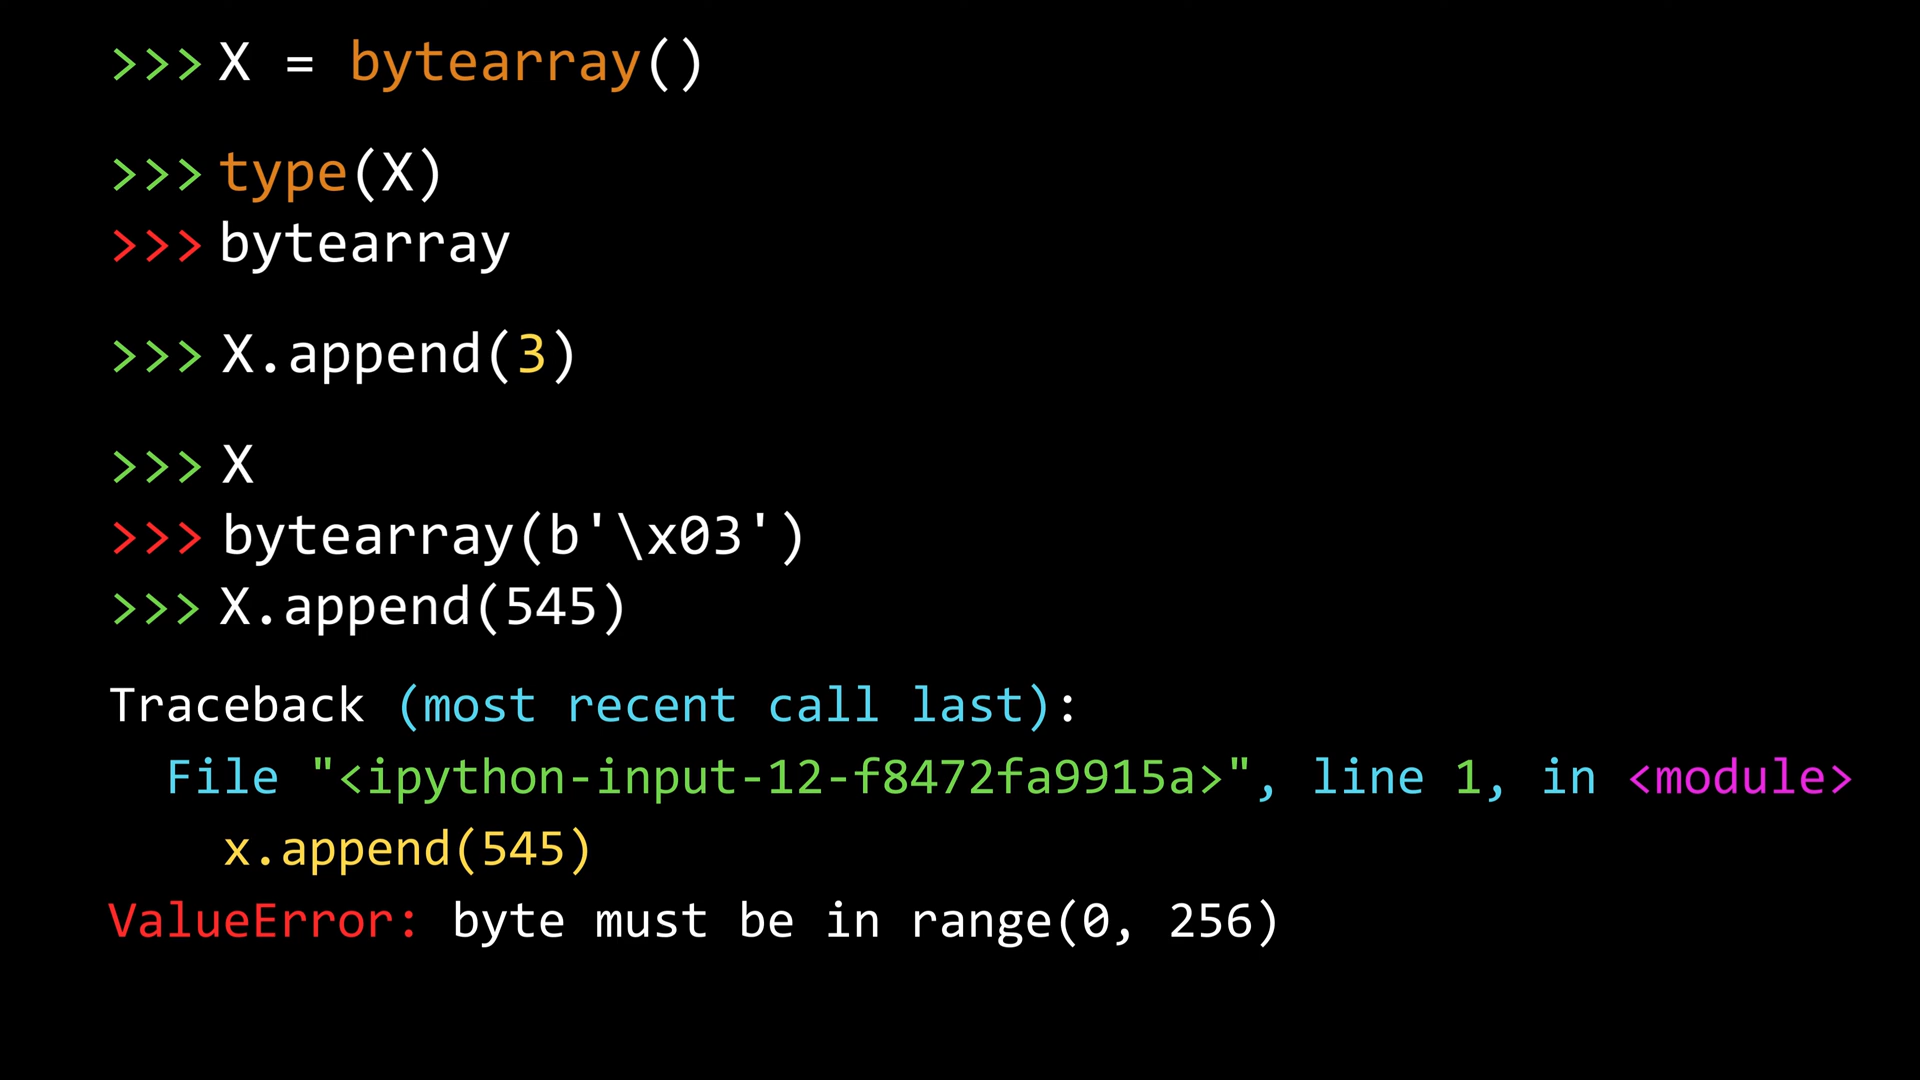 >>> X = bytearray()
>>> type(X)
>>> bytearray
>>> X.append(3)
>>> X
>>> bytearray(b'\x03')
>>> X.append(545)
Traceback (most recent call last):
  File "<ipython-input-12-f8472fa9915a>", line 1, in <module>
    x.append(545)
ValueError: byte must be in range(0, 256)